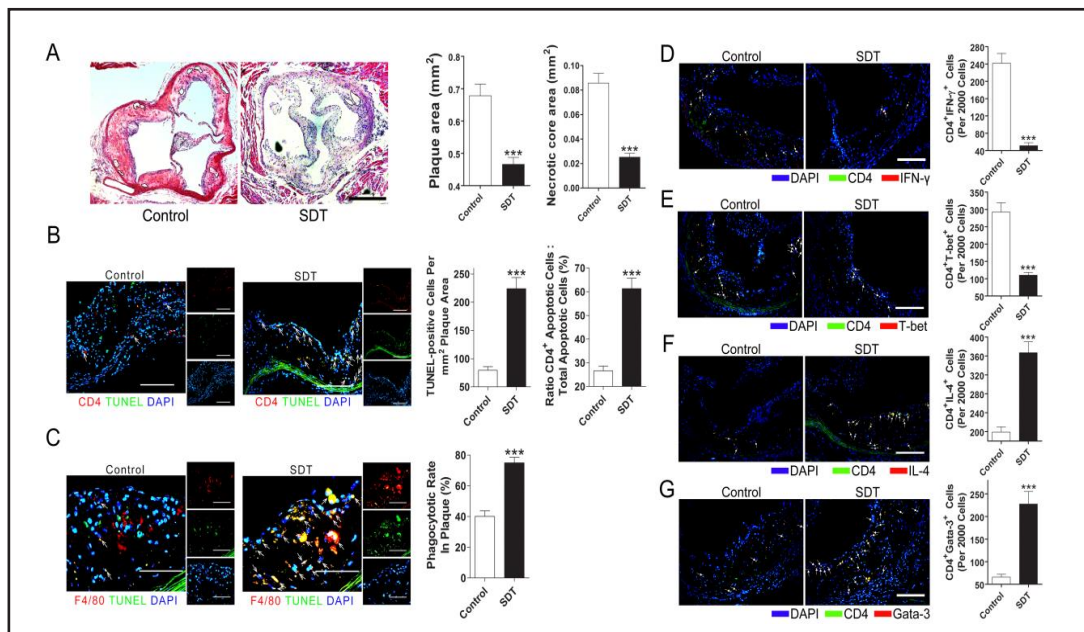 A
Control
SDT
Plaque area (mm²)
0.8
0.7
0.6
0.5
0.4
***
Control
SDT
Necrotic core area (mm²)
0.10
0.08
0.06
0.04
0.02
0.00
***
Control
SDT
B
Control
SDT
CD4 TUNEL DAPI
CD4 TUNEL DAPI
TUNEL-positive Cells Per
mm² Plaque Area
200
150
100
50
***
Control
SDT
Ratio CD4⁺ Apoptotic Cells :
Total Apoptotic Cells (%)
70
60
50
40
30
20
***
Control
SDT
C
Control
SDT
F4/80 TUNEL DAPI
F4/80 TUNEL DAPI
Phagocytotic Rate
In Plaque (%)
80
60
40
20
0
***
Control
SDT
D
Control
SDT
DAPI CD4 IFN-γ
CD4⁺IFN-γ⁺ Cells
(Per 2000 Cells)
280
240
200
160
120
80
40
***
Control
SDT
E
Control
SDT
DAPI CD4 T-bet
CD4⁺T-bet⁺ Cells
(Per 2000 Cells)
350
300
250
200
150
100
50
***
Control
SDT
F
Control
SDT
DAPI CD4 IL-4
CD4⁺IL-4⁺ Cells
(Per 2000 Cells)
400
350
300
250
200
***
Control
SDT
G
Control
SDT
DAPI CD4 Gata-3
CD4⁺Gata-3⁺ Cells
(Per 2000 Cells)
250
200
150
100
50
***
Control
SDT